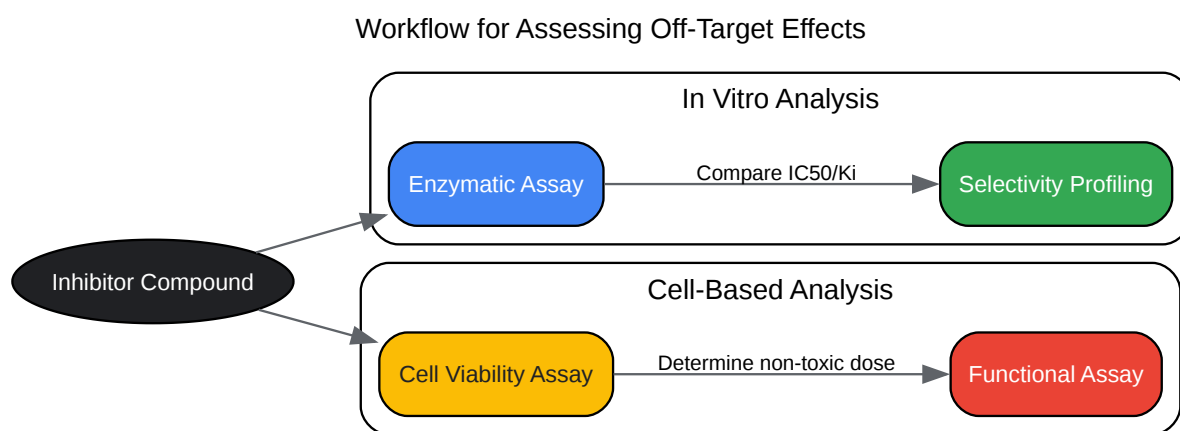 Workflow for Assessing Off-Target Effects
In Vitro Analysis
Enzymatic Assay
Compare IC50/Ki
Selectivity Profiling
Inhibitor Compound
Cell-Based Analysis
Cell Viability Assay
Determine non-toxic dose
Functional Assay